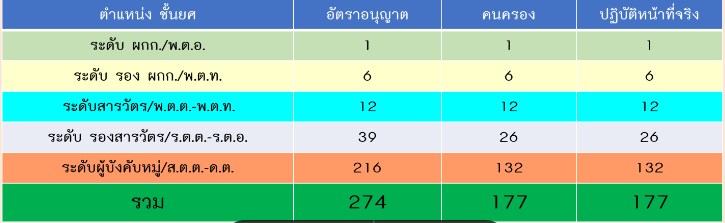 ตำแหน่ง ชั้นยศ อัตราอนุญาต คนครอง ปฏิบัติหน้าที่จริง
ระดับ ผกก./พ.ต.อ. 1 1 1
ระดับ รอง ผกก./พ.ต.ท. 6 6 6
ระดับสารวัตร/พ.ต.ต.-พ.ต.ท. 12 12 12
ระดับ รองสารวัตร/ร.ต.ต.-ร.ต.อ. 39 26 26
ระดับผู้บังคับหมู่/ส.ต.ต.-ด.ต. 216 132 132
รวม 274 177 177